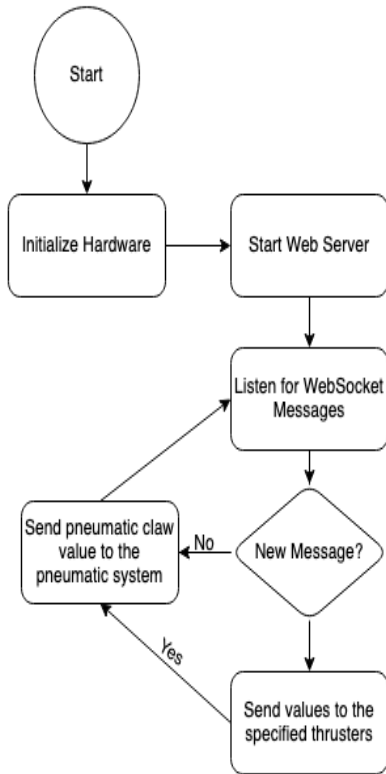 Start
Initialize Hardware
Start Web Server
Listen for WebSocket
Messages
Send pneumatic claw
value to the
pneumatic system
No
New Message?
Yes
Send values to the
specified thrusters